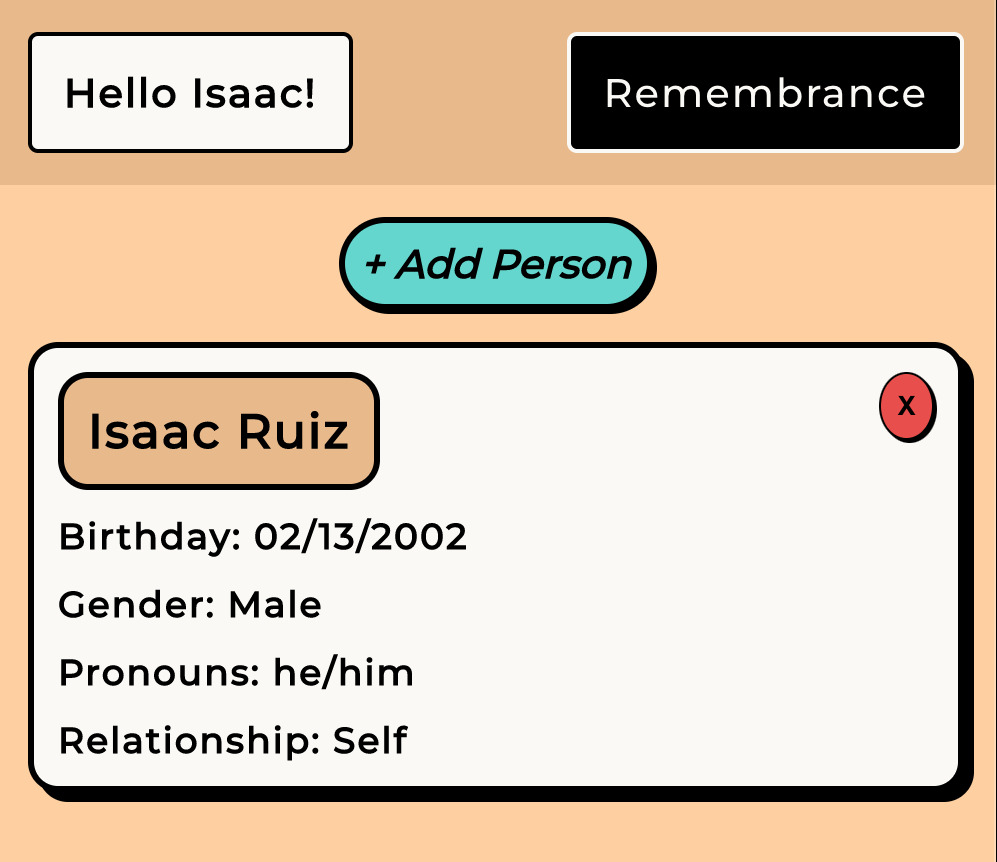 Hello Isaac!
Remembrance
+ Add Person
Isaac Ruiz
X
Birthday: 02/13/2002
Gender: Male
Pronouns: he/him
Relationship: Self